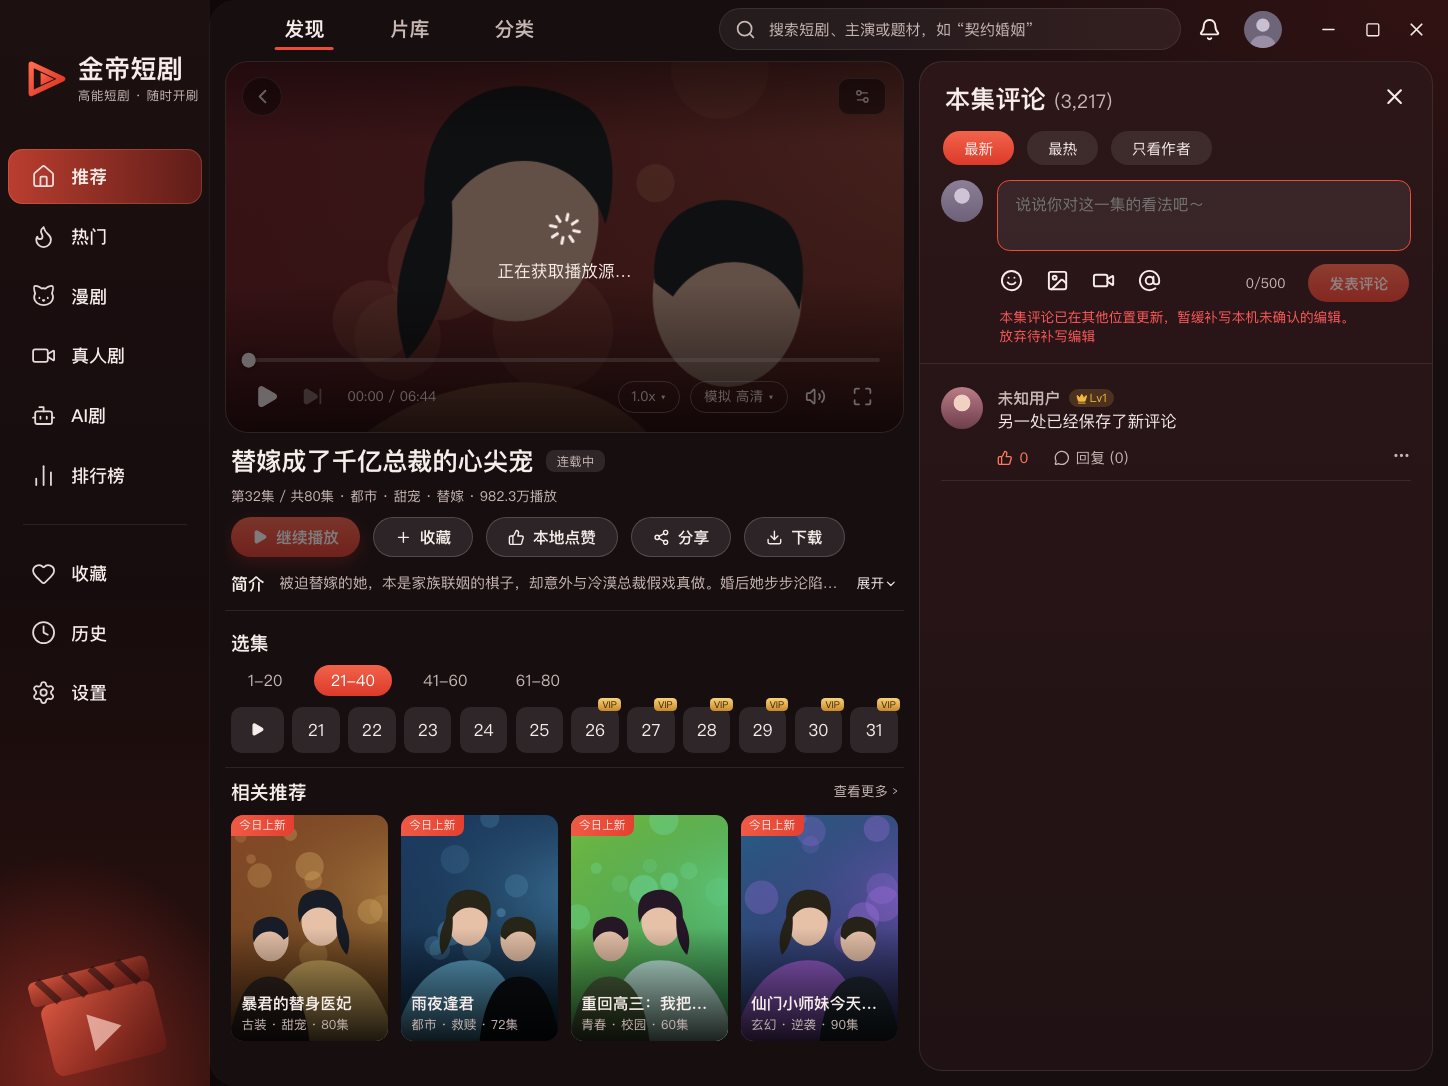 金帝短剧
高能短剧 · 随时开刷
推荐
热门
漫剧
真人剧
AI剧
排行榜
收藏
历史
设置
发现
片库
分类
搜索短剧、主演或题材，如 “契约婚姻”
正在获取播放源...
00:00 / 06:44
1.0x
模拟 高清
替嫁成了千亿总裁的心尖宠
连载中
第32集 / 共80集 · 都市 · 甜宠 · 替嫁 · 982.3万播放
继续播放
收藏
本地点赞
分享
下载
简介
被迫替嫁的她，本是家族联姻的棋子，却意外与冷漠总裁假戏真做。婚后她步步沦陷...
展开
选集
1–20
21–40
41–60
61–80
21
22
23
24
25
VIP
26
VIP
27
VIP
28
VIP
29
VIP
30
VIP
31
相关推荐
查看更多
今日上新
暴君的替身医妃
古装 · 甜宠 · 80集
今日上新
雨夜逢君
都市 · 救赎 · 72集
今日上新
重回高三：我把...
青春 · 校园 · 60集
今日上新
仙门小师妹今天...
玄幻 · 逆袭 · 90集
本集评论 (3,217)
最新
最热
只看作者
说说你对这一集的看法吧～
0/500
发表评论
本集评论已在其他位置更新，暂缓补写本机未确认的编辑。
放弃待补写编辑
未知用户
Lv1
另一处已经保存了新评论
0
回复 (0)